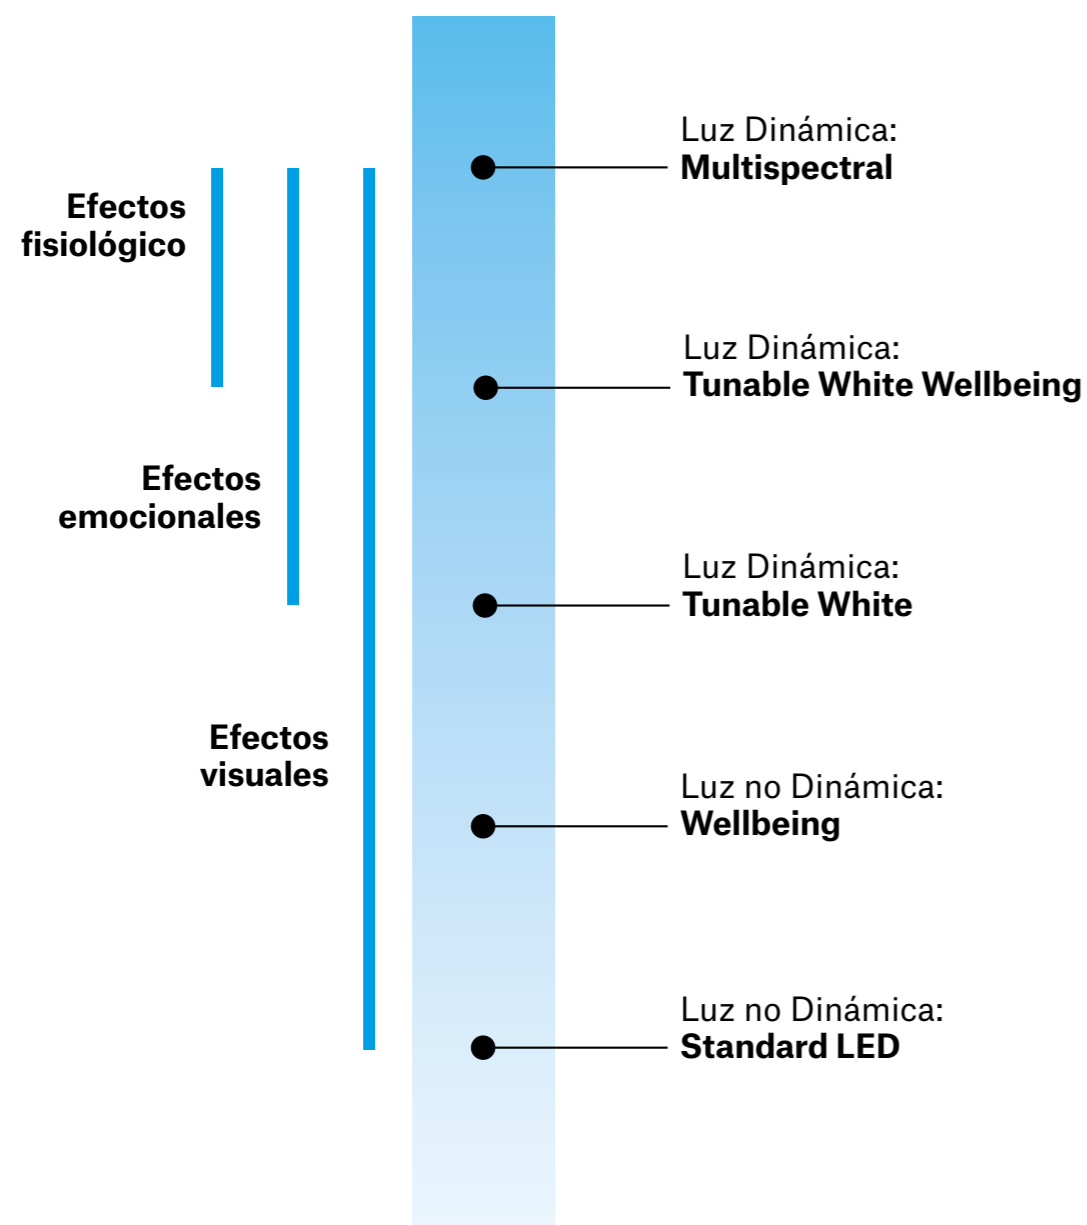 Luz Dinámica:
Multispectral
Efectos
fisiológico
Luz Dinámica:
Tunable White Wellbeing
Efectos
emocionales
Luz Dinámica:
Tunable White
Efectos
visuales
Luz no Dinámica:
Wellbeing
Luz no Dinámica:
Standard LED